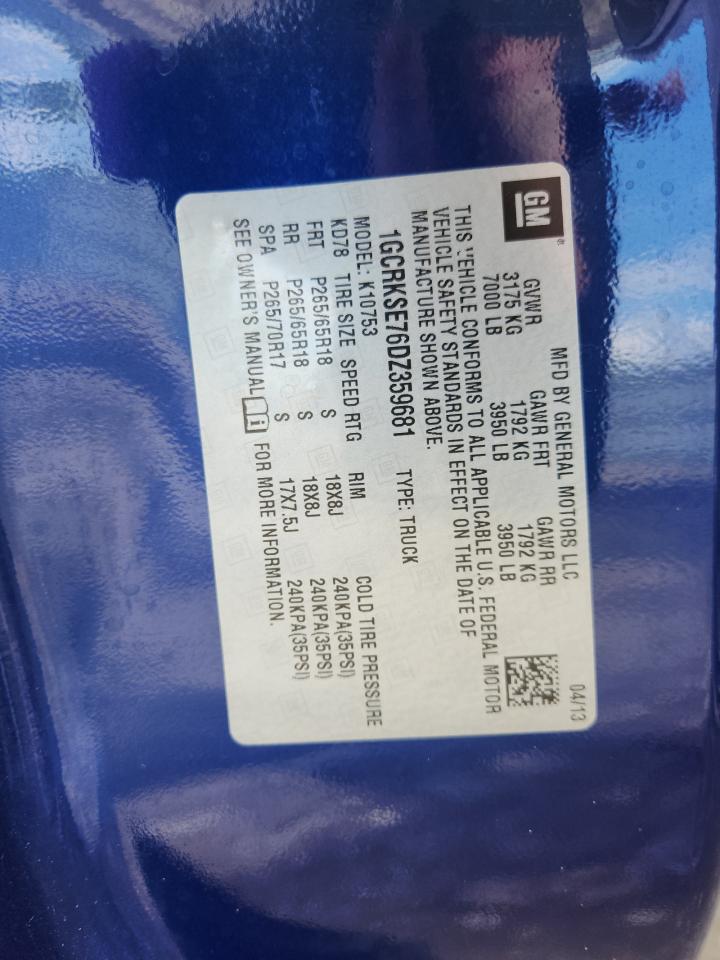 GM
MFD BY GENERAL MOTORS LLC 04/13
GVWR GAWR FRT GAWR RR
3175 KG 1792 KG 1792 KG
7000 LB 3950 LB 3950 LB
THIS VEHICLE CONFORMS TO ALL APPLICABLE U.S. FEDERAL MOTOR
VEHICLE SAFETY STANDARDS IN EFFECT ON THE DATE OF
MANUFACTURE SHOWN ABOVE.
1GCRKSE76DZ359681 TYPE: TRUCK
MODEL: K10753
KD78 TIRE SIZE SPEED RTG RIM COLD TIRE PRESSURE
FRT P265/65R18 S 18X8J 240KPA(35PSI)
RR P265/65R18 S 18X8J 240KPA(35PSI)
SPA P265/70R17 S 17X7.5J 240KPA(35PSI)
SEE OWNER'S MANUAL i FOR MORE INFORMATION.